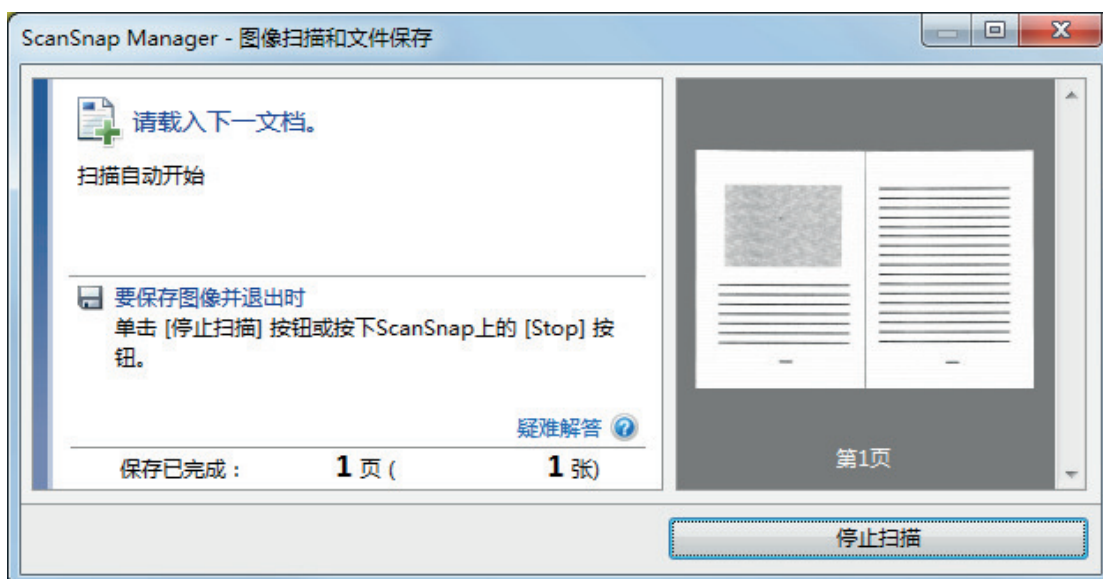 ScanSnap Manager - 图像扫描和文件保存
请载入下一文档。
扫描自动开始
要保存图像并退出时
单击 [停止扫描] 按钮或按下ScanSnap上的 [Stop] 按
钮。
疑难解答
保存已完成： 1 页 ( 1 张)
第1页
停止扫描